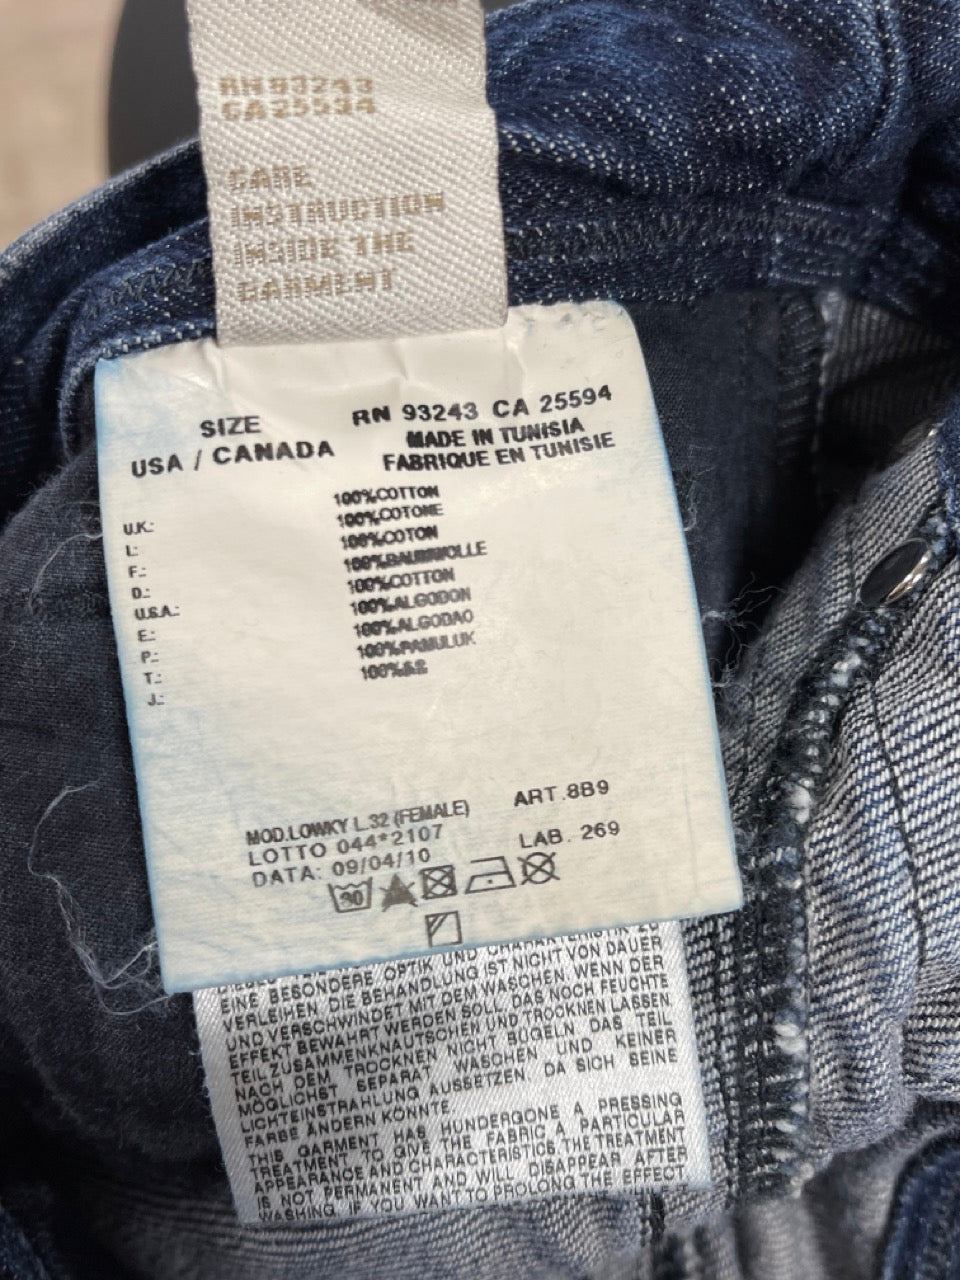 RN 93243
CA 25594
CARE
INSTRUCTION
INSIDE THE
GARMENT
SIZE
USA / CANADA
RN 93243 CA 25594
MADE IN TUNISIA
FABRIQUE EN TUNISIE
U.K.: 100%COTTON
I.: 100%COTONE
F.: 100%COTON
D.: 100%BAUMWOLLE
U.S.A.: 100%COTTON
E.: 100%ALGODON
P.: 100%ALGODAO
T.: 100%PAMULUK
J.:
MOD.LOWKY L.32 (FEMALE) ART.8B9
LOTTO 044*2107 LAB. 269
DATA: 09/04/10
30
OPTIK UND CHARAKTERISTIK ZU
EINE BESONDERE
VERLEIHEN. DIE BEHANDLUNG IST NICHT VON DAUER
UND VERSCHWINDET MIT DEM WASCHEN. WENN DER
EFFEKT BEWAHRT WERDEN SOLL, DAS NOCH FEUCHTE
TEIL ZUSAMMENKNAUTSCHEN UND TROCKNEN LASSEN.
NACH DEM TROCKNEN NICHT BÜGELN. DAS TEIL
MÖGLICHST SEPARAT WASCHEN UND KEINER
LICHTEINSTRAHLUNG AUSSETZEN, DA SICH SEINE
FARBE ÄNDERN KÖNNTE.
THIS GARMENT HAS HUNDERGONE A PRESSING
TREATMENT TO GIVE THE FABRIC A PARTICULAR
APPEARANCE AND CHARACTERISTICS. THE TREATMENT
IS NOT PERMANENT AND WILL DISAPPEAR AFTER
WASHING. IF YOU WANT TO PROLONG THE EFFECT